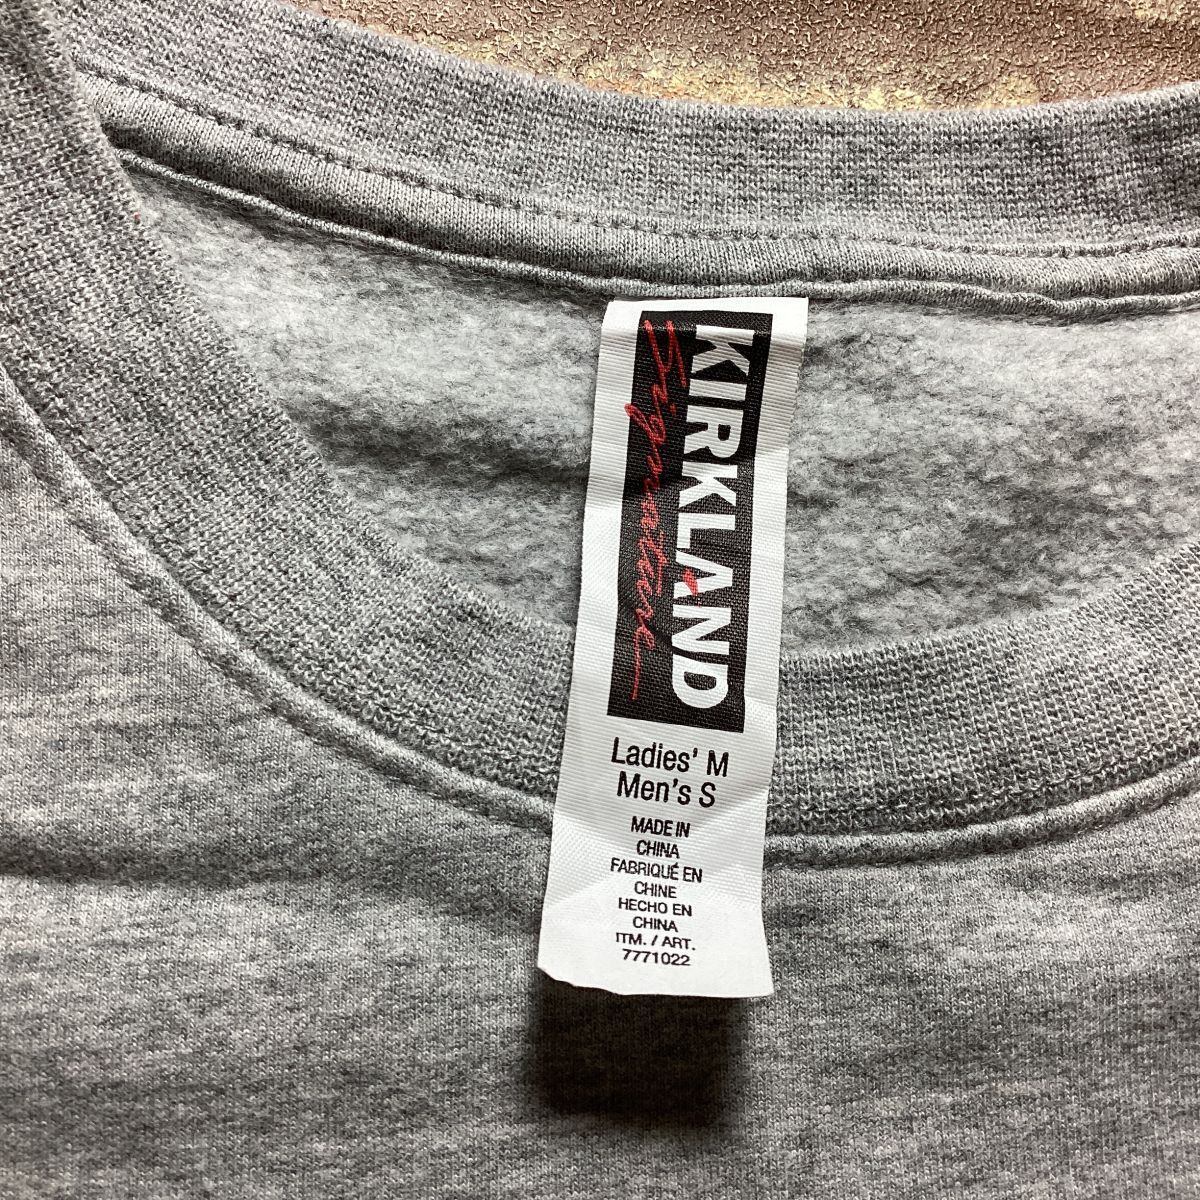 KIRKLAND
Signature
Ladies' M
Men's S
MADE IN
CHINA
FABRIQUÉ EN
CHINE
HECHO EN
CHINA
ITM. / ART.
7771022